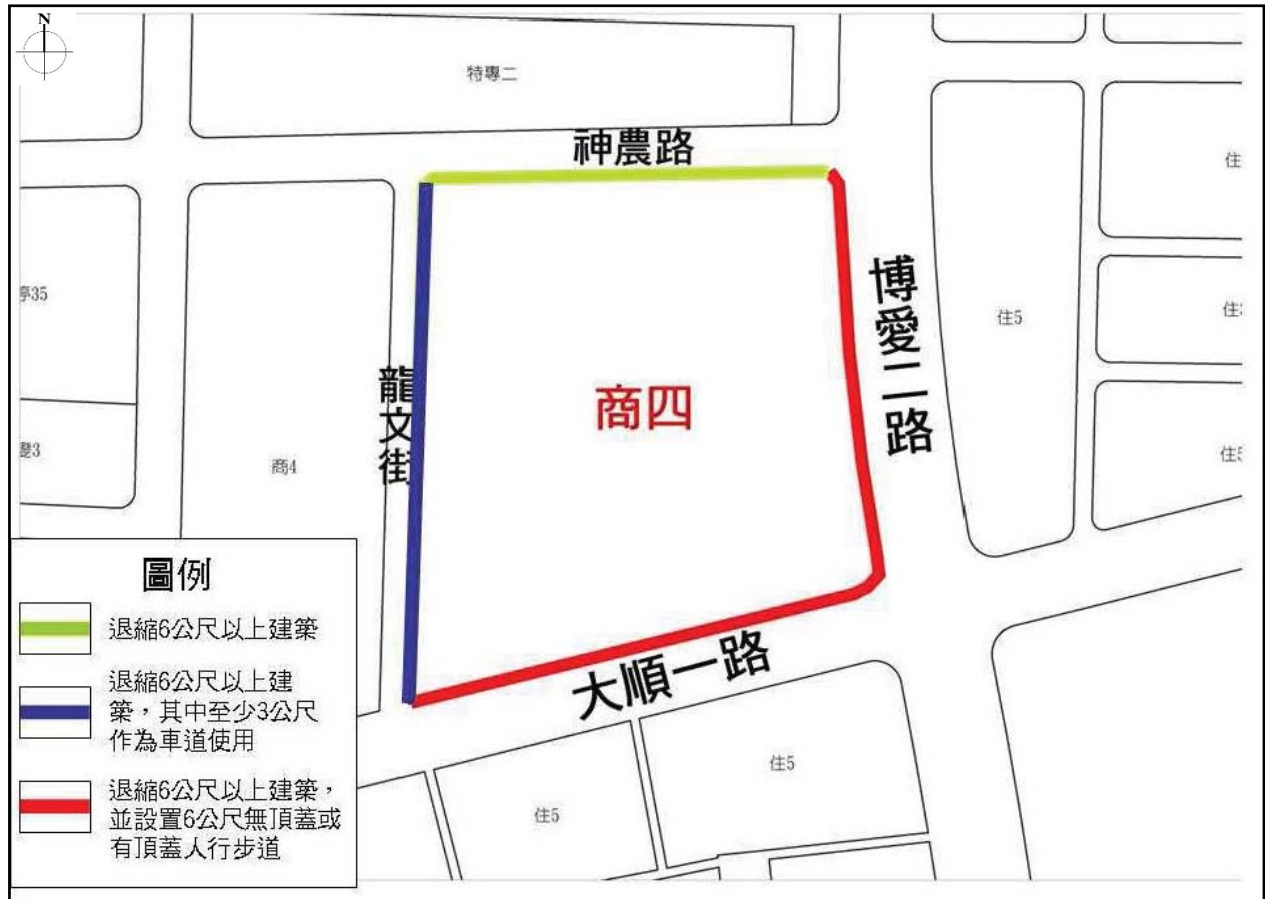 N
特專二
神農路
住
博愛二路
住5
住
35
龍文街
商四
3
商4
住5
大順一路
住5
住5
圖例
退縮6公尺以上建築
退縮6公尺以上建
築，其中至少3公尺
作為車道使用
退縮6公尺以上建築，
並設置6公尺無頂蓋或
有頂蓋人行步道